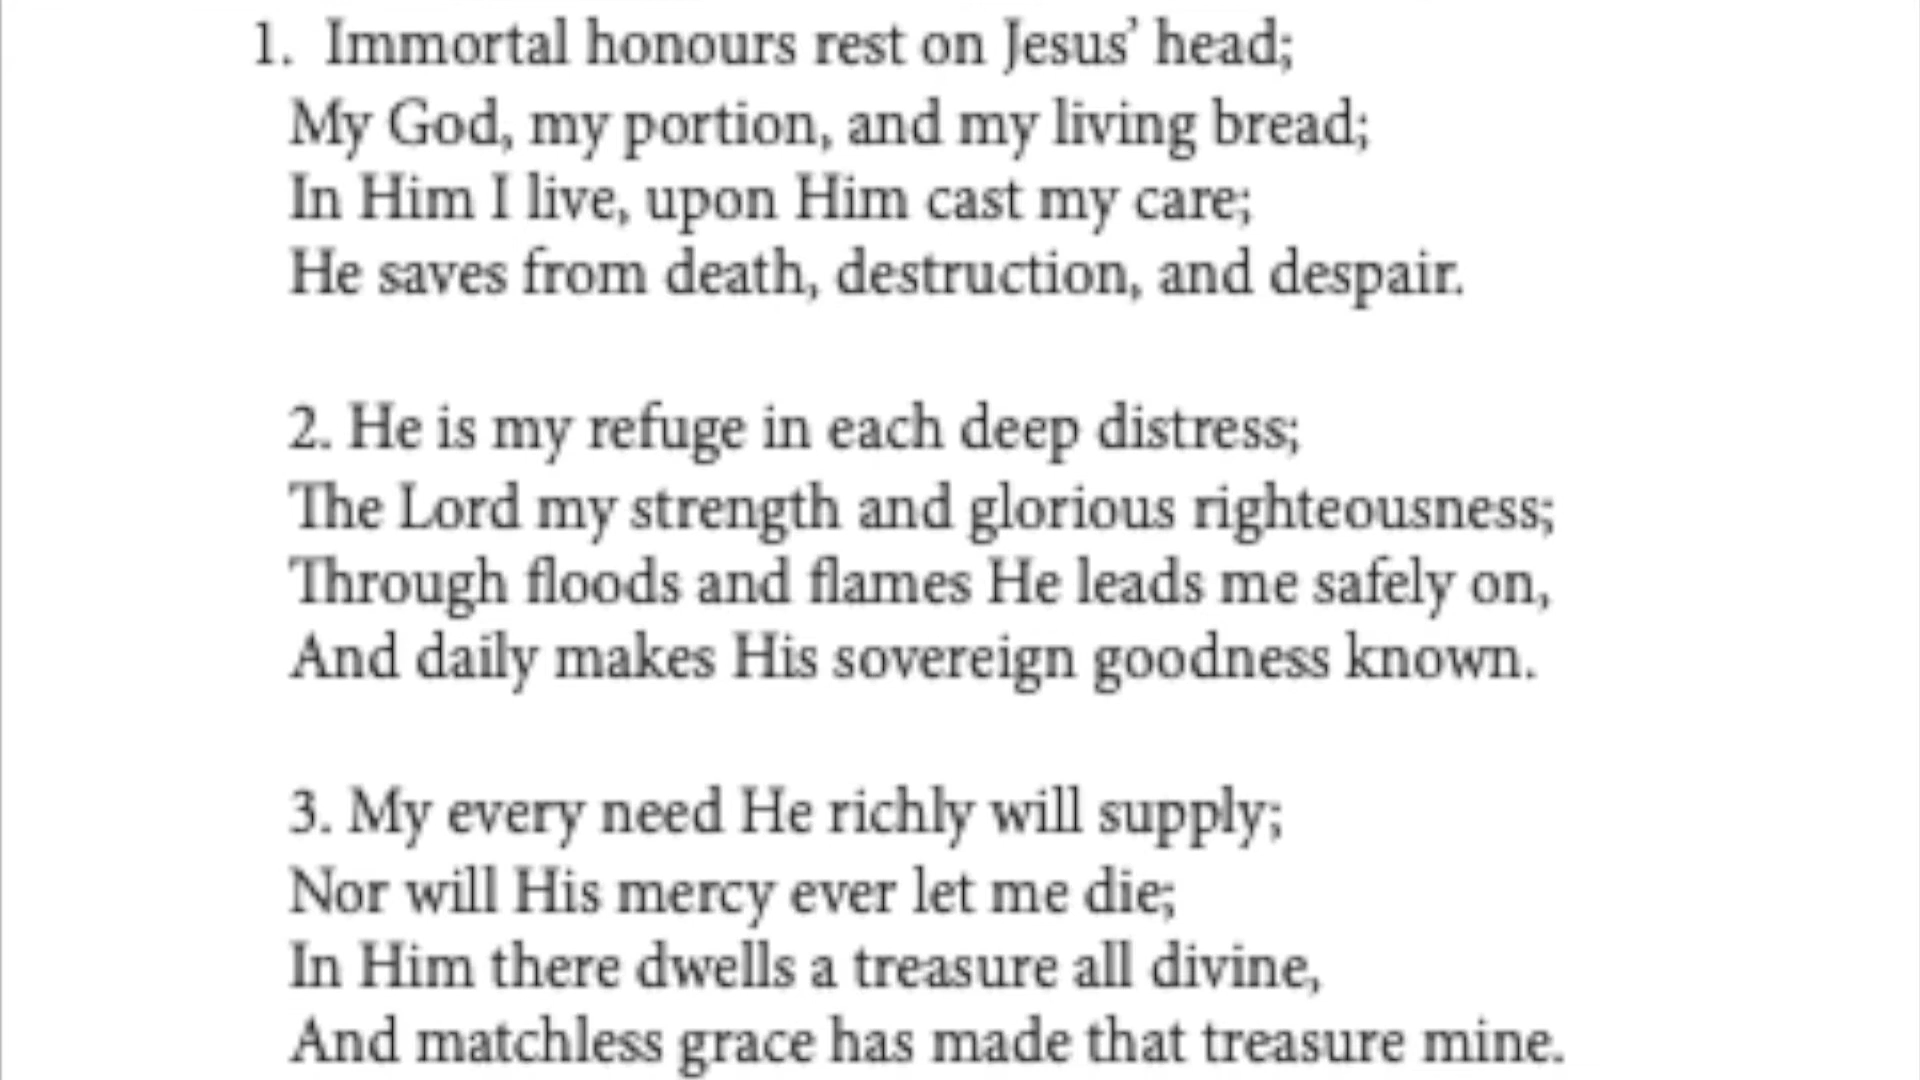 1. Immortal honours rest on Jesus’ head;
My God, my portion, and my living bread;
In Him I live, upon Him cast my care;
He saves from death, destruction, and despair.
2. He is my refuge in each deep distress;
The Lord my strength and glorious righteousness;
Through floods and flames He leads me safely on,
And daily makes His sovereign goodness known.
3. My every need He richly will supply;
Nor will His mercy ever let me die;
In Him there dwells a treasure all divine,
And matchless grace has made that treasure mine.